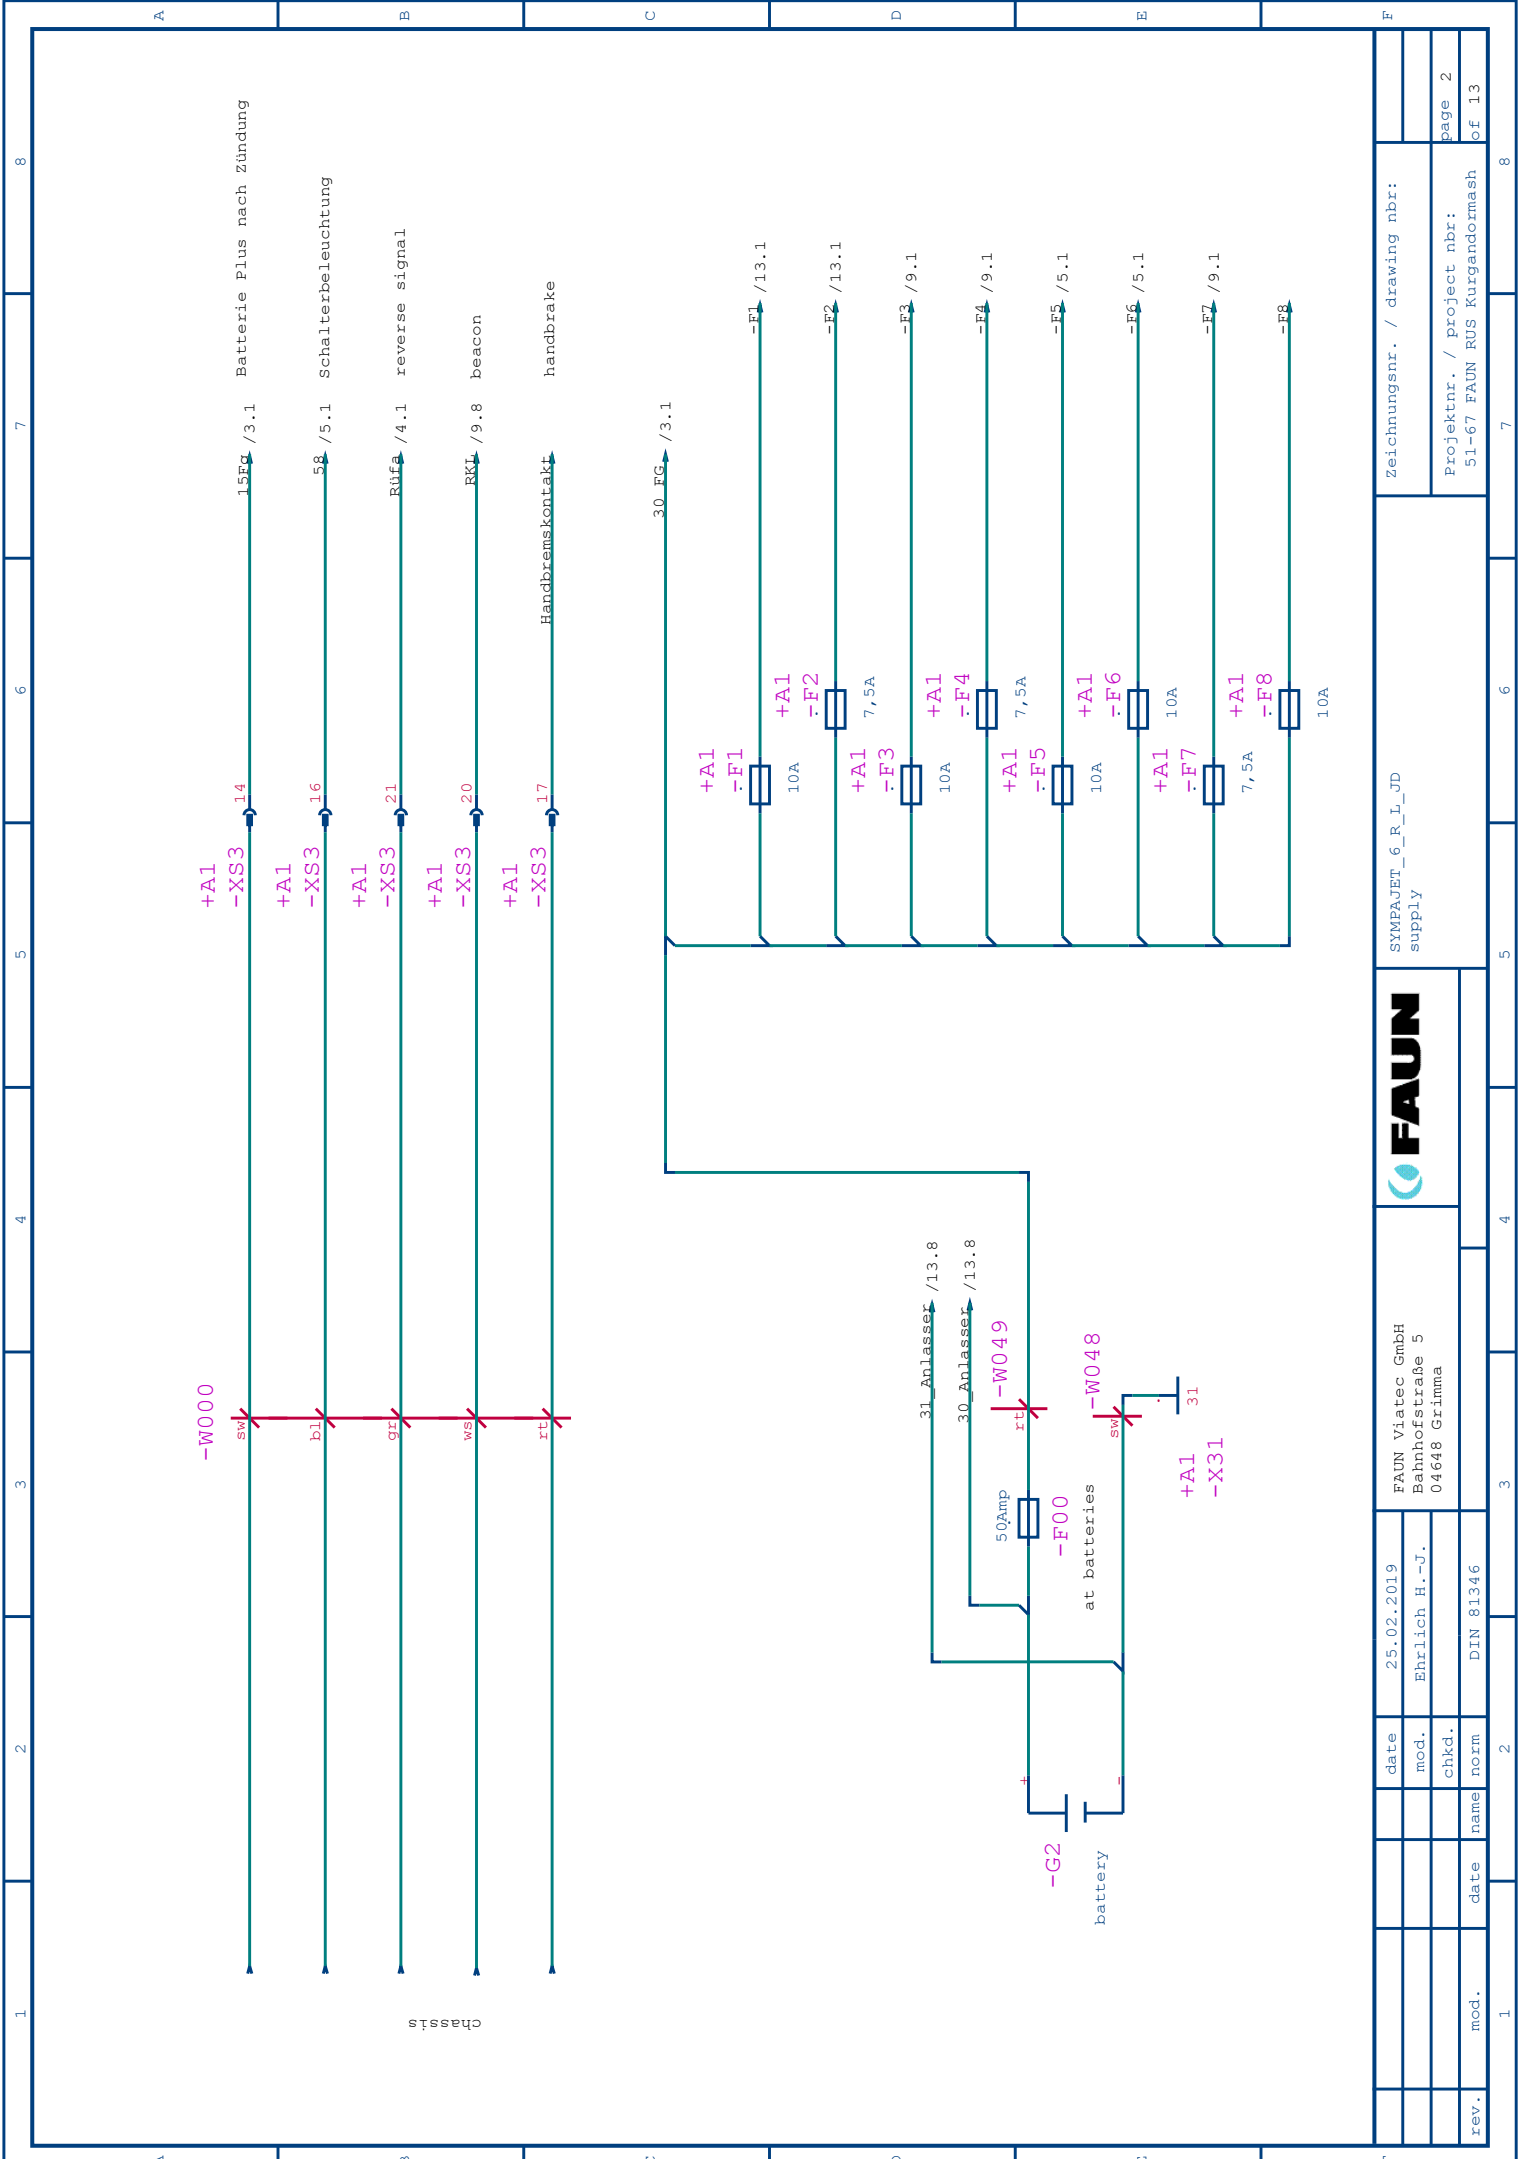 1 2 3 4 5 6 7 8
A
B
C
D
E
F
chassis
-W000
sw
bl
gr
ws
rt
+A1
-XS3
14
15Fg /3.1 Batterie Plus nach Zündung
+A1
-XS3
16
58 /5.1 Schalterbeleuchtung
+A1
-XS3
21
Rüfa /4.1 reverse signal
+A1
-XS3
20
RKL /9.8 beacon
+A1
-XS3
17
Handbremskontakt handbrake
30 FG /3.1
+A1
-F1
10A
-F1 /13.1
+A1
-F2
7,5A
-F2 /13.1
+A1
-F3
10A
-F3 /9.1
+A1
-F4
7,5A
-F4 /9.1
+A1
-F5
10A
-F5 /5.1
+A1
-F6
10A
-F6 /5.1
+A1
-F7
7,5A
-F7 /9.1
+A1
-F8
10A
-F8
31_Anlasser /13.8
30_Anlasser /13.8
-W049
rt
50Amp
-F00
at batteries
-W048
sw
31
+A1
-X31
+
-
-G2
battery
rev.
mod.
date
name
date 25.02.2019
mod. Ehrlich H.-J.
chkd.
norm DIN 81346
FAUN Viatec GmbH
Bahnhofstraße 5
04648 Grimma
FAUN
SYMPAJET_6_R_L_JD
supply
Zeichnungsnr. / drawing nbr:
Projektnr. / project nbr:
51-67 FAUN RUS Kurgandormash
page 2
of 13
1 2 3 4 5 6 7 8